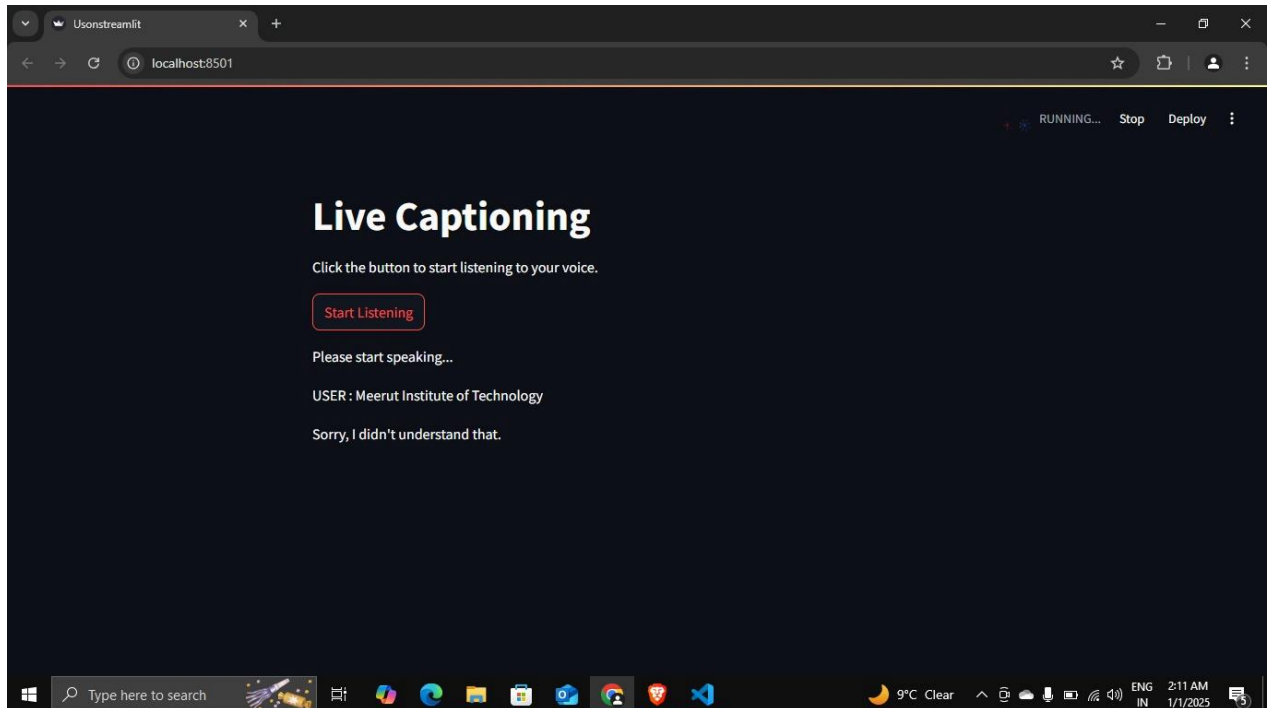 Usonstreamlit
localhost:8501
RUNNING... Stop Deploy
Live Captioning
Click the button to start listening to your voice.
Start Listening
Please start speaking...
USER : Meerut Institute of Technology
Sorry, I didn't understand that.
Type here to search
9°C Clear
ENG
IN
2:11 AM
1/1/2025
5